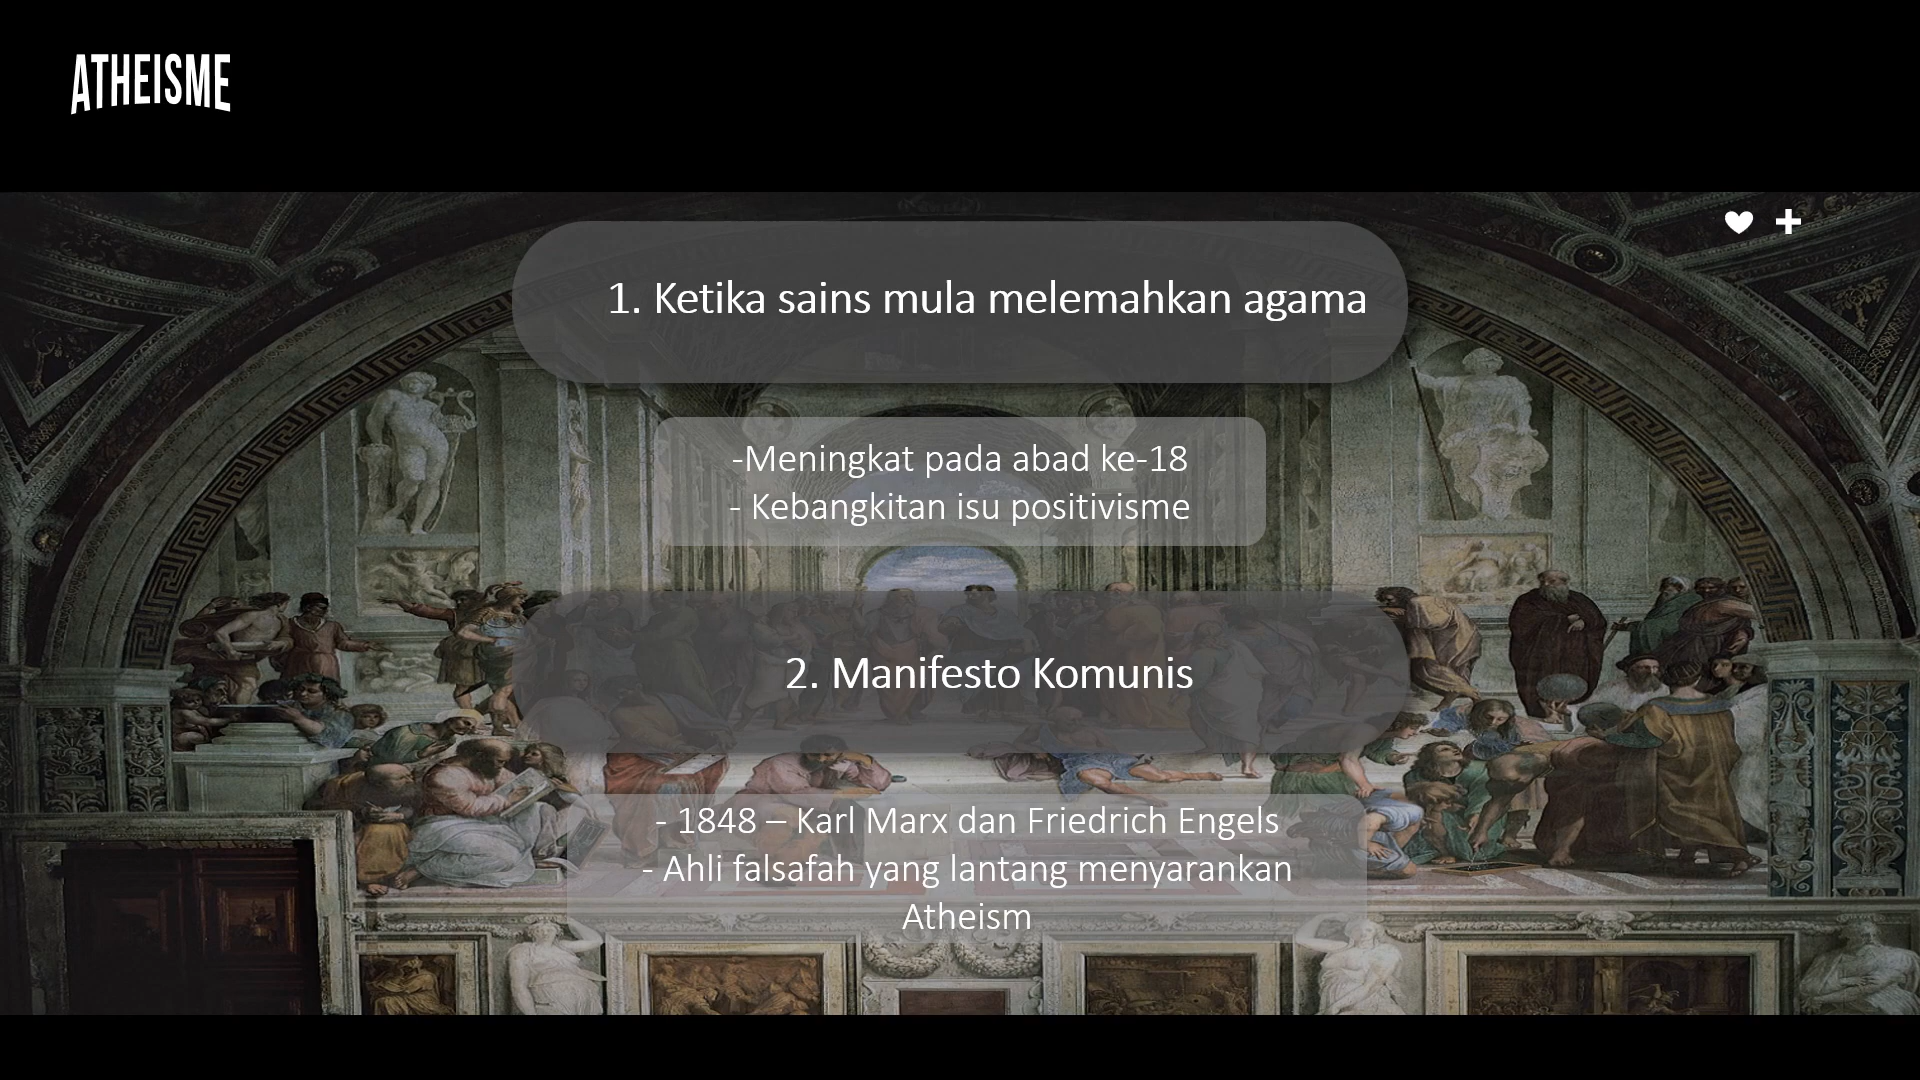 ATHEISME
1. Ketika sains mula melemahkan agama
-Meningkat pada abad ke-18
- Kebangkitan isu positivisme
2. Manifesto Komunis
- 1848 – Karl Marx dan Friedrich Engels
- Ahli falsafah yang lantang menyarankan
Atheism